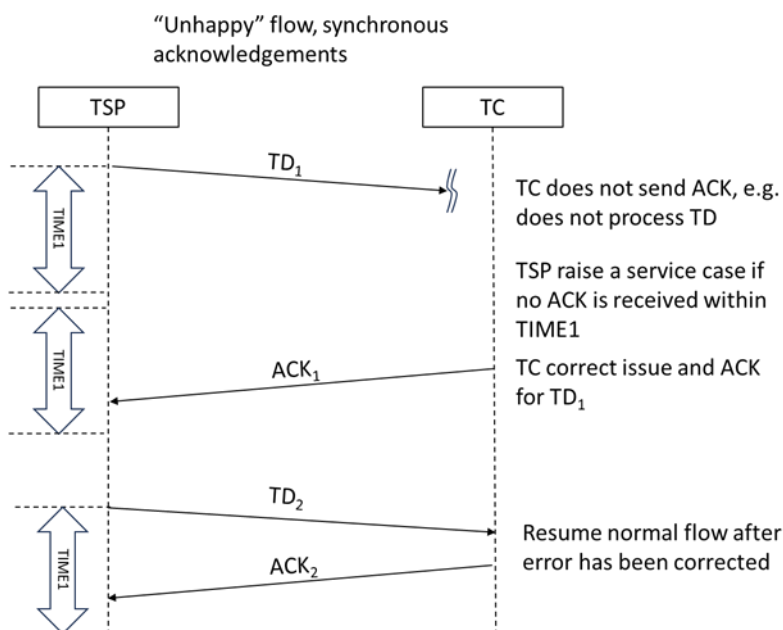 “Unhappy” flow, synchronous
acknowledgements
TSP
TC
TD₁
TIME1
TC does not send ACK, e.g.
does not process TD
TSP raise a service case if
no ACK is received within
TIME1
TIME1
ACK₁
TC correct issue and ACK
for TD₁
TD₂
TIME1
Resume normal flow after
error has been corrected
ACK₂